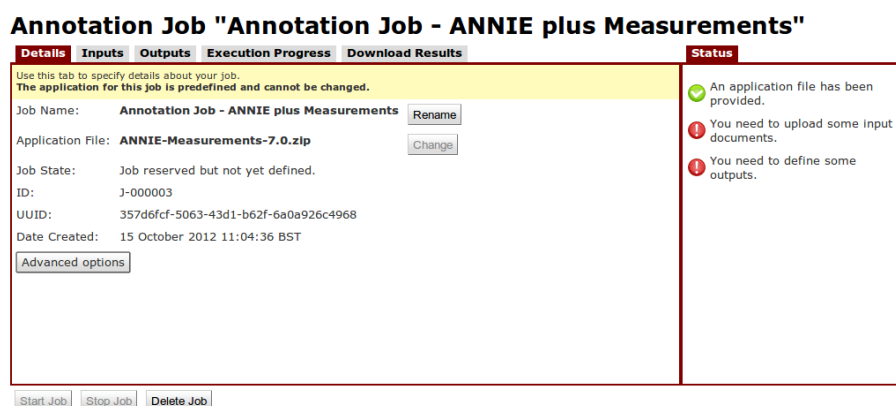 Annotation Job "Annotation Job - ANNIE plus Measurements"
Details Inputs Outputs Execution Progress Download Results
Status
Use this tab to specify details about your job.
The application for this job is predefined and cannot be changed.
Job Name: Annotation Job - ANNIE plus Measurements Rename
Application File: ANNIE-Measurements-7.0.zip Change
Job State: Job reserved but not yet defined.
ID: J-000003
UUID: 357d6fcf-5063-43d1-b62f-6a0a926c4968
Date Created: 15 October 2012 11:04:36 BST
Advanced options
An application file has been
provided.
You need to upload some input
documents.
You need to define some
outputs.
Start Job Stop Job Delete Job